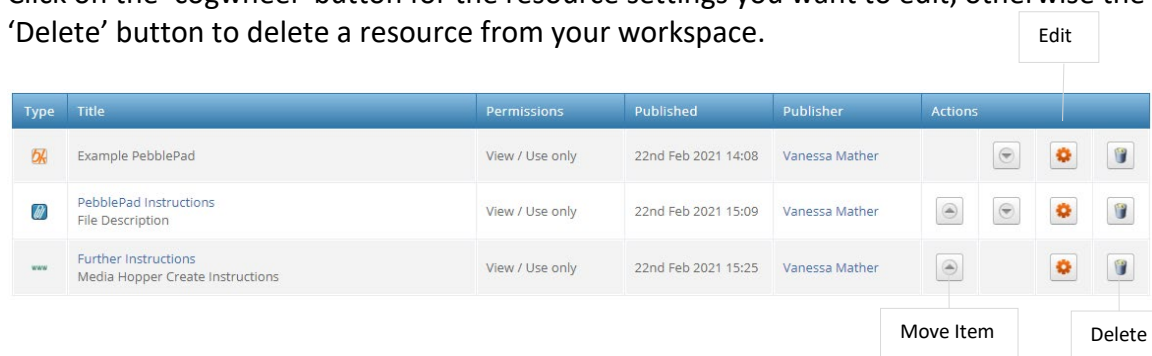 Click on the 'cogwheel' button for the resource settings you want to edit, otherwise the
'Delete' button to delete a resource from your workspace.
Edit
Type Title Permissions Published Publisher Actions
Example PebblePad View / Use only 22nd Feb 2021 14:08 Vanessa Mather
PebblePad Instructions
File Description View / Use only 22nd Feb 2021 15:09 Vanessa Mather
Further Instructions
www Media Hopper Create Instructions View / Use only 22nd Feb 2021 15:25 Vanessa Mather
Move Item Delete